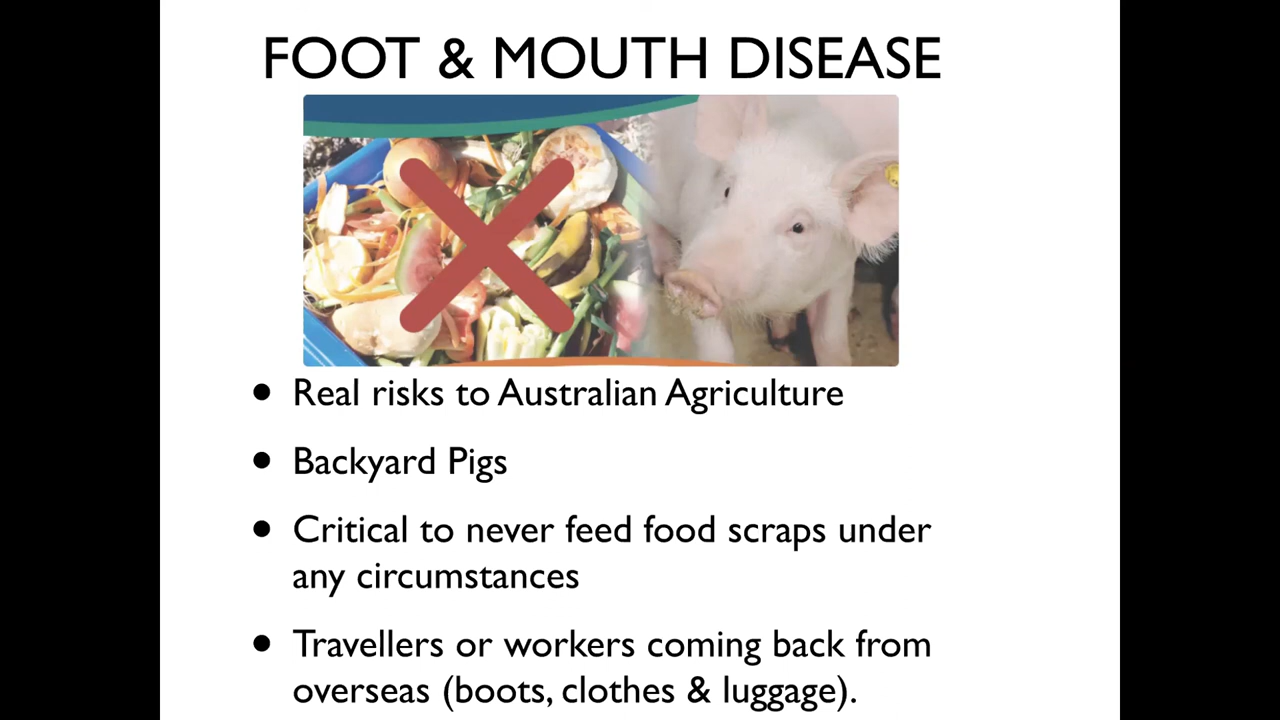 FOOT & MOUTH DISEASE
• Real risks to Australian Agriculture
• Backyard Pigs
• Critical to never feed food scraps under
any circumstances
• Travellers or workers coming back from
overseas (boots, clothes & luggage).